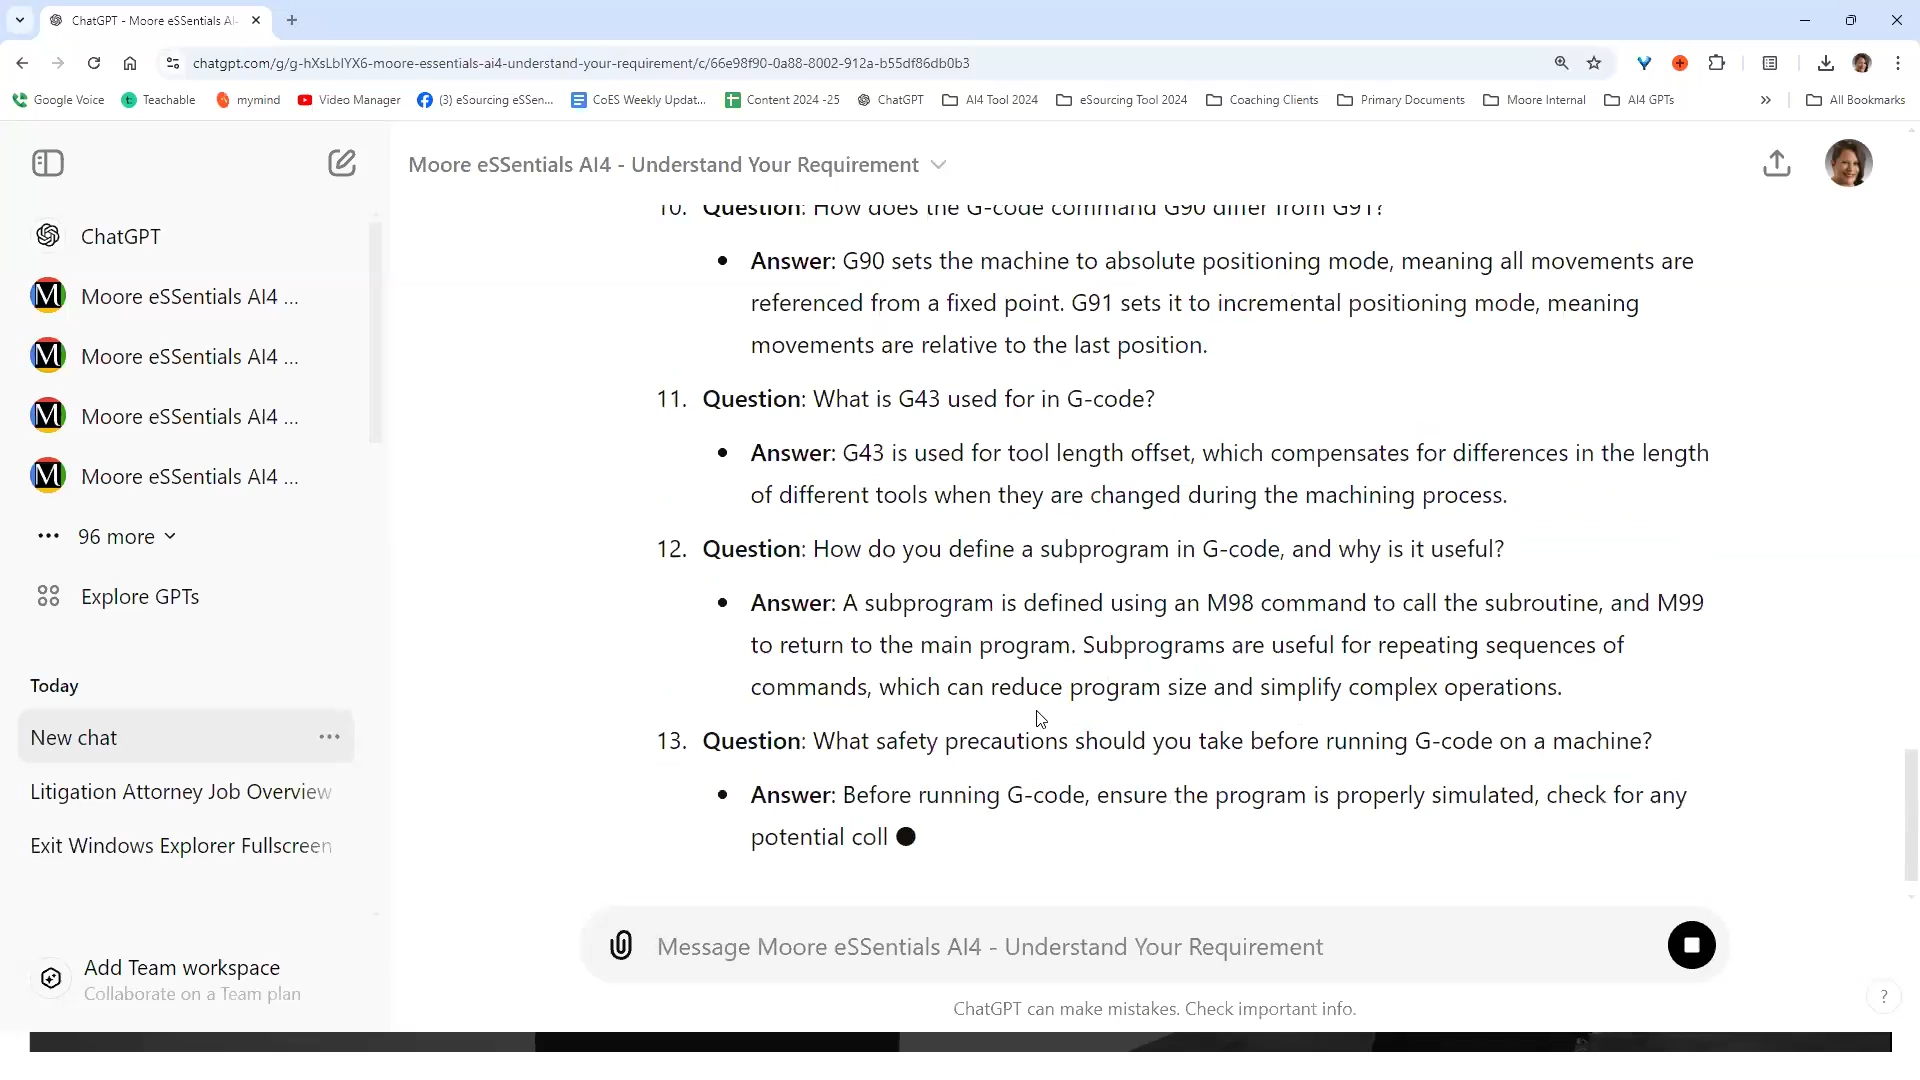 ChatGPT - Moore eSSentials AI-
chatgpt.com/g/g-hXsLbIYX6-moore-essentials-ai4-understand-your-requirement/c/66e98f90-0a88-8002-912a-b55df86db0b3
Google Voice Teachable mymind Video Manager (3) eSourcing eSSen... CoES Weekly Updat... Content 2024 -25 ChatGPT AI4 Tool 2024 eSourcing Tool 2024 Coaching Clients Primary Documents Moore Internal AI4 GPTs » All Bookmarks
Moore eSSentials AI4 - Understand Your Requirement
ChatGPT
M Moore eSSentials AI4 ...
M Moore eSSentials AI4 ...
M Moore eSSentials AI4 ...
M Moore eSSentials AI4 ...
96 more
Explore GPTs
Today
New chat
Litigation Attorney Job Overview
Exit Windows Explorer Fullscreen
Add Team workspace
Collaborate on a Team plan
10. Question: How does the G-code command G90 differ from G91?
• Answer: G90 sets the machine to absolute positioning mode, meaning all movements are
referenced from a fixed point. G91 sets it to incremental positioning mode, meaning
movements are relative to the last position.
11. Question: What is G43 used for in G-code?
• Answer: G43 is used for tool length offset, which compensates for differences in the length
of different tools when they are changed during the machining process.
12. Question: How do you define a subprogram in G-code, and why is it useful?
• Answer: A subprogram is defined using an M98 command to call the subroutine, and M99
to return to the main program. Subprograms are useful for repeating sequences of
commands, which can reduce program size and simplify complex operations.
13. Question: What safety precautions should you take before running G-code on a machine?
• Answer: Before running G-code, ensure the program is properly simulated, check for any
potential coll
Message Moore eSSentials AI4 - Understand Your Requirement
ChatGPT can make mistakes. Check important info.
?